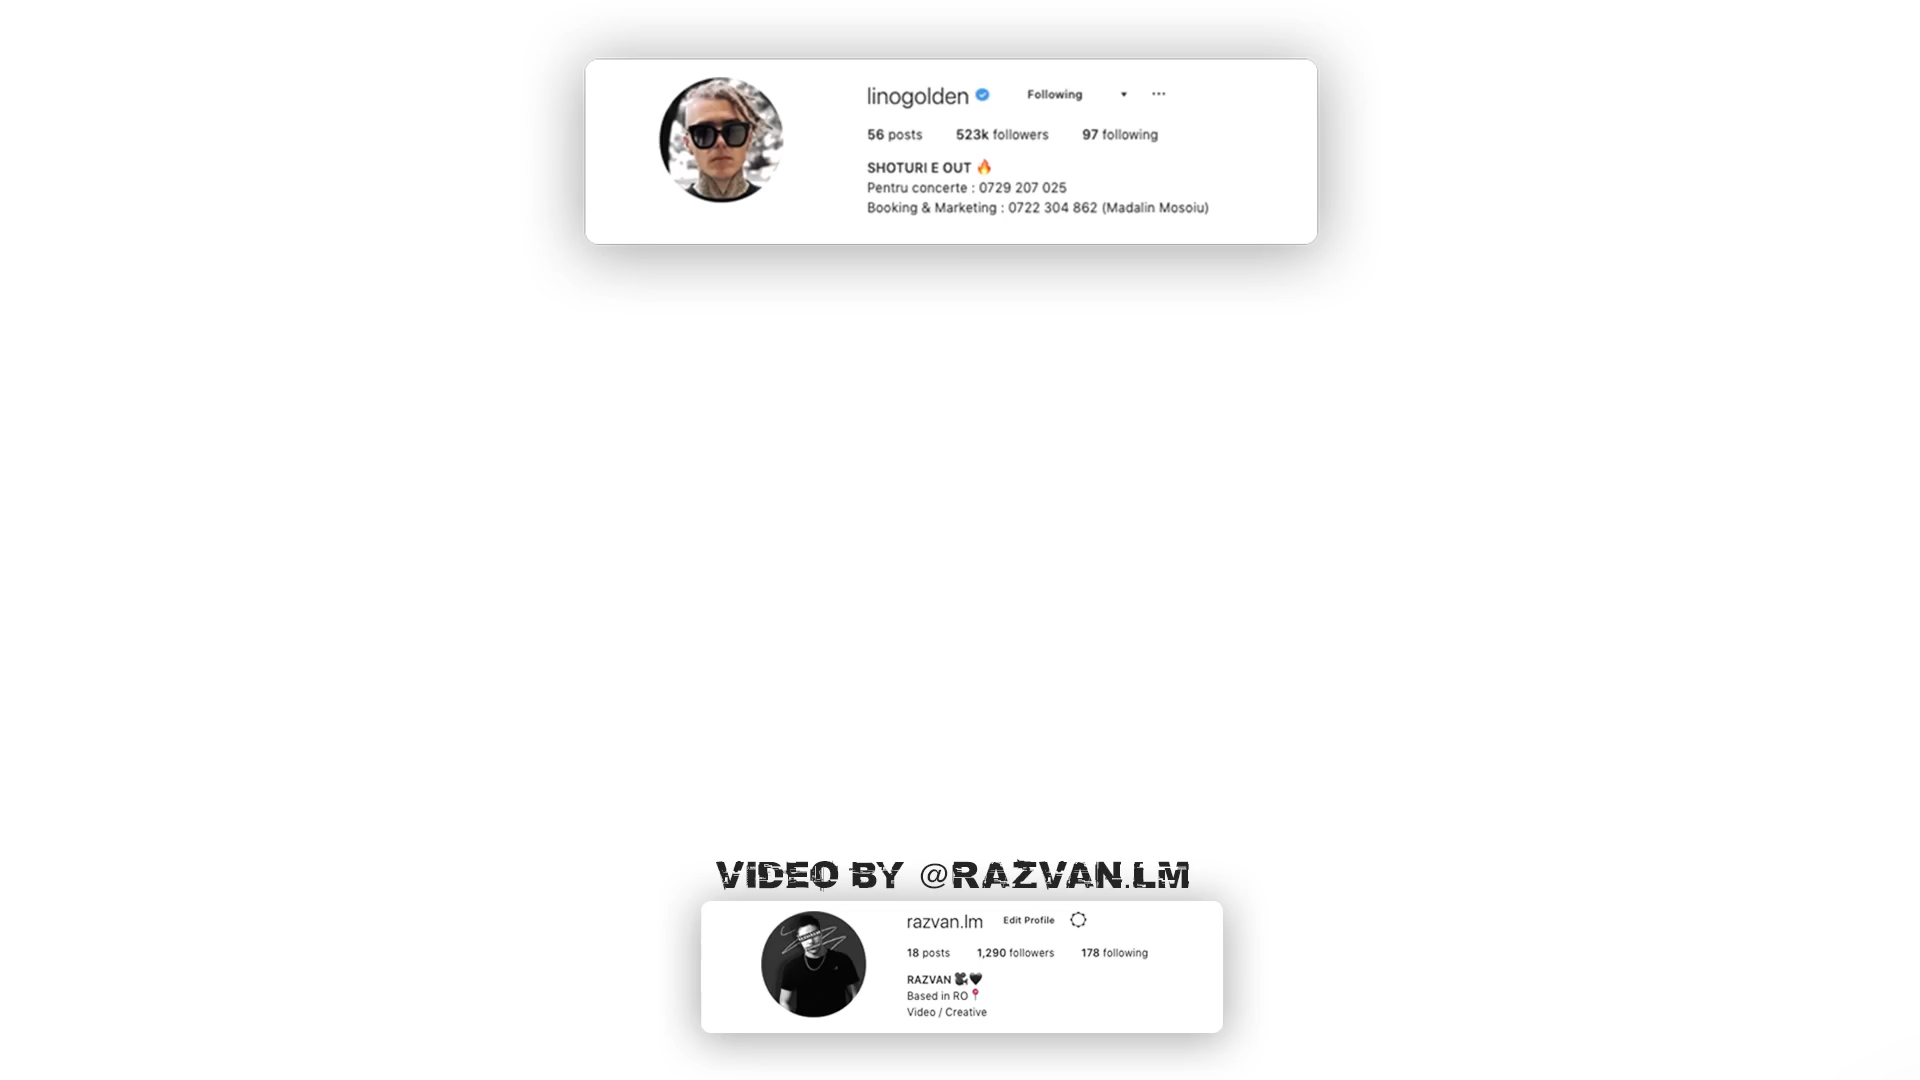 linogolden Following ...
56 posts 523k followers 97 following
SHOTURI E OUT 🔥
Pentru concerte : 0729 207 025
Booking & Marketing : 0722 304 862 (Madalin Mosoiu)
VIDEO BY @RAZVAN.LM
razvan.lm Edit Profile
18 posts 1,290 followers 178 following
RAZVAN 🎥🖤
Based in RO📍
Video / Creative